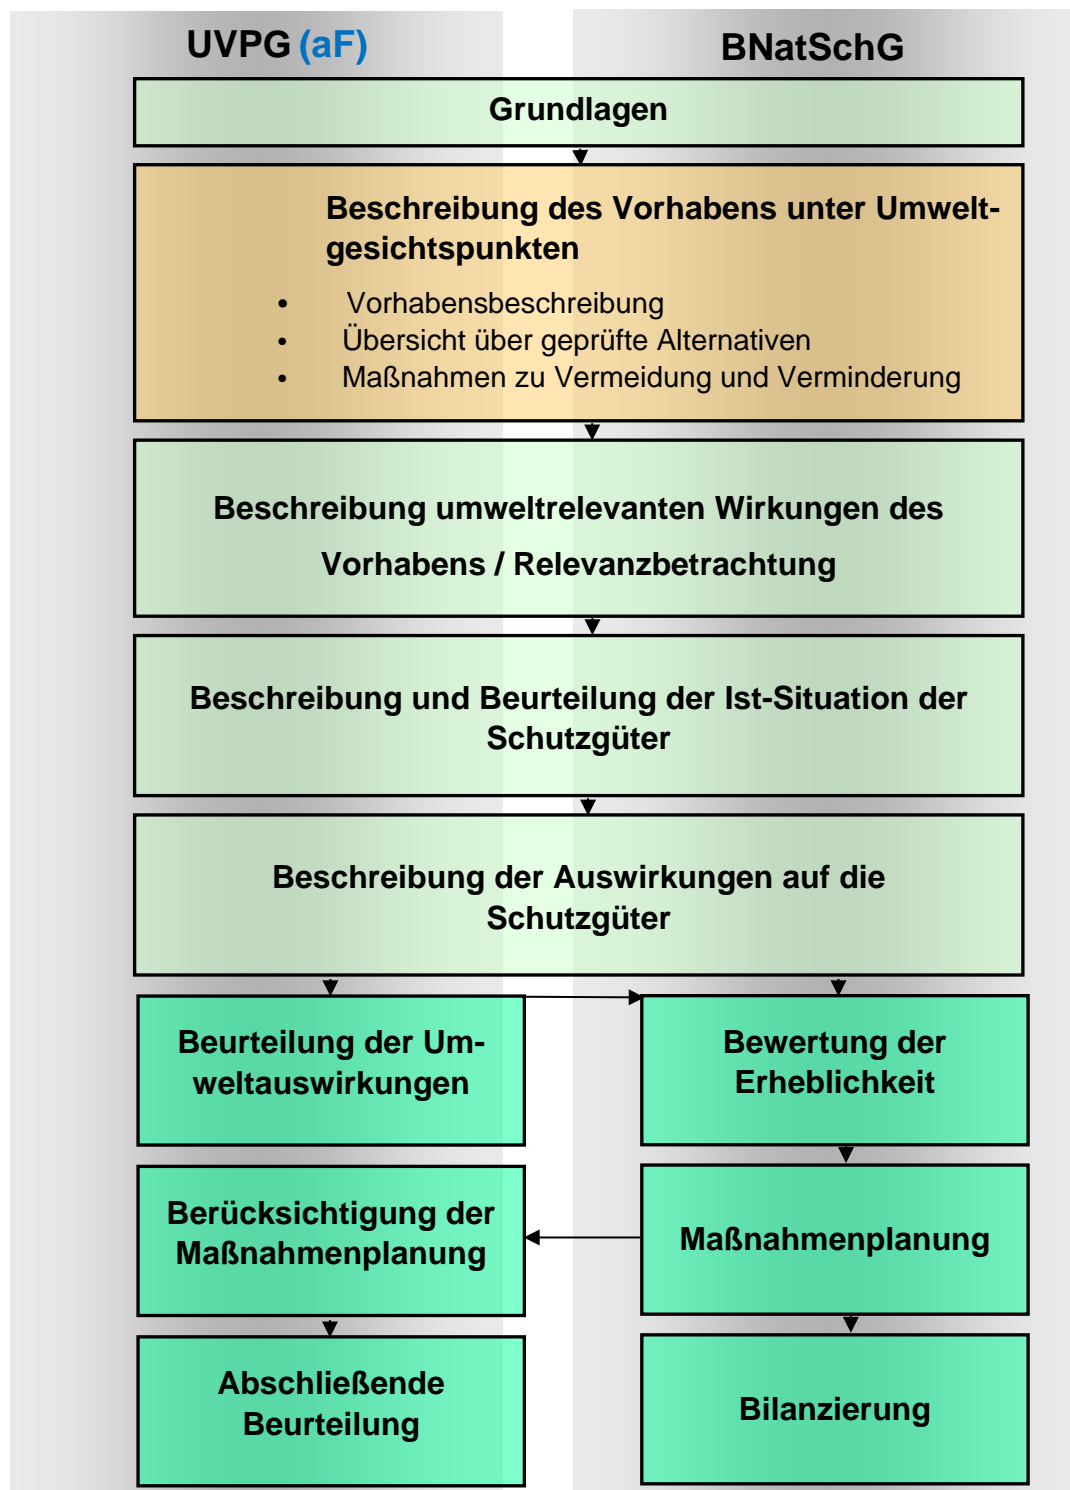 UVPG (aF)
BNatSchG
Grundlagen
Beschreibung des Vorhabens unter Umwelt-
gesichtspunkten
• Vorhabensbeschreibung
• Übersicht über geprüfte Alternativen
• Maßnahmen zu Vermeidung und Verminderung
Beschreibung umweltrelevanten Wirkungen des
Vorhabens / Relevanzbetrachtung
Beschreibung und Beurteilung der Ist-Situation der
Schutzgüter
Beschreibung der Auswirkungen auf die
Schutzgüter
Beurteilung der Um-
weltauswirkungen
Bewertung der
Erheblichkeit
Berücksichtigung der
Maßnahmenplanung
Maßnahmenplanung
Abschließende
Beurteilung
Bilanzierung